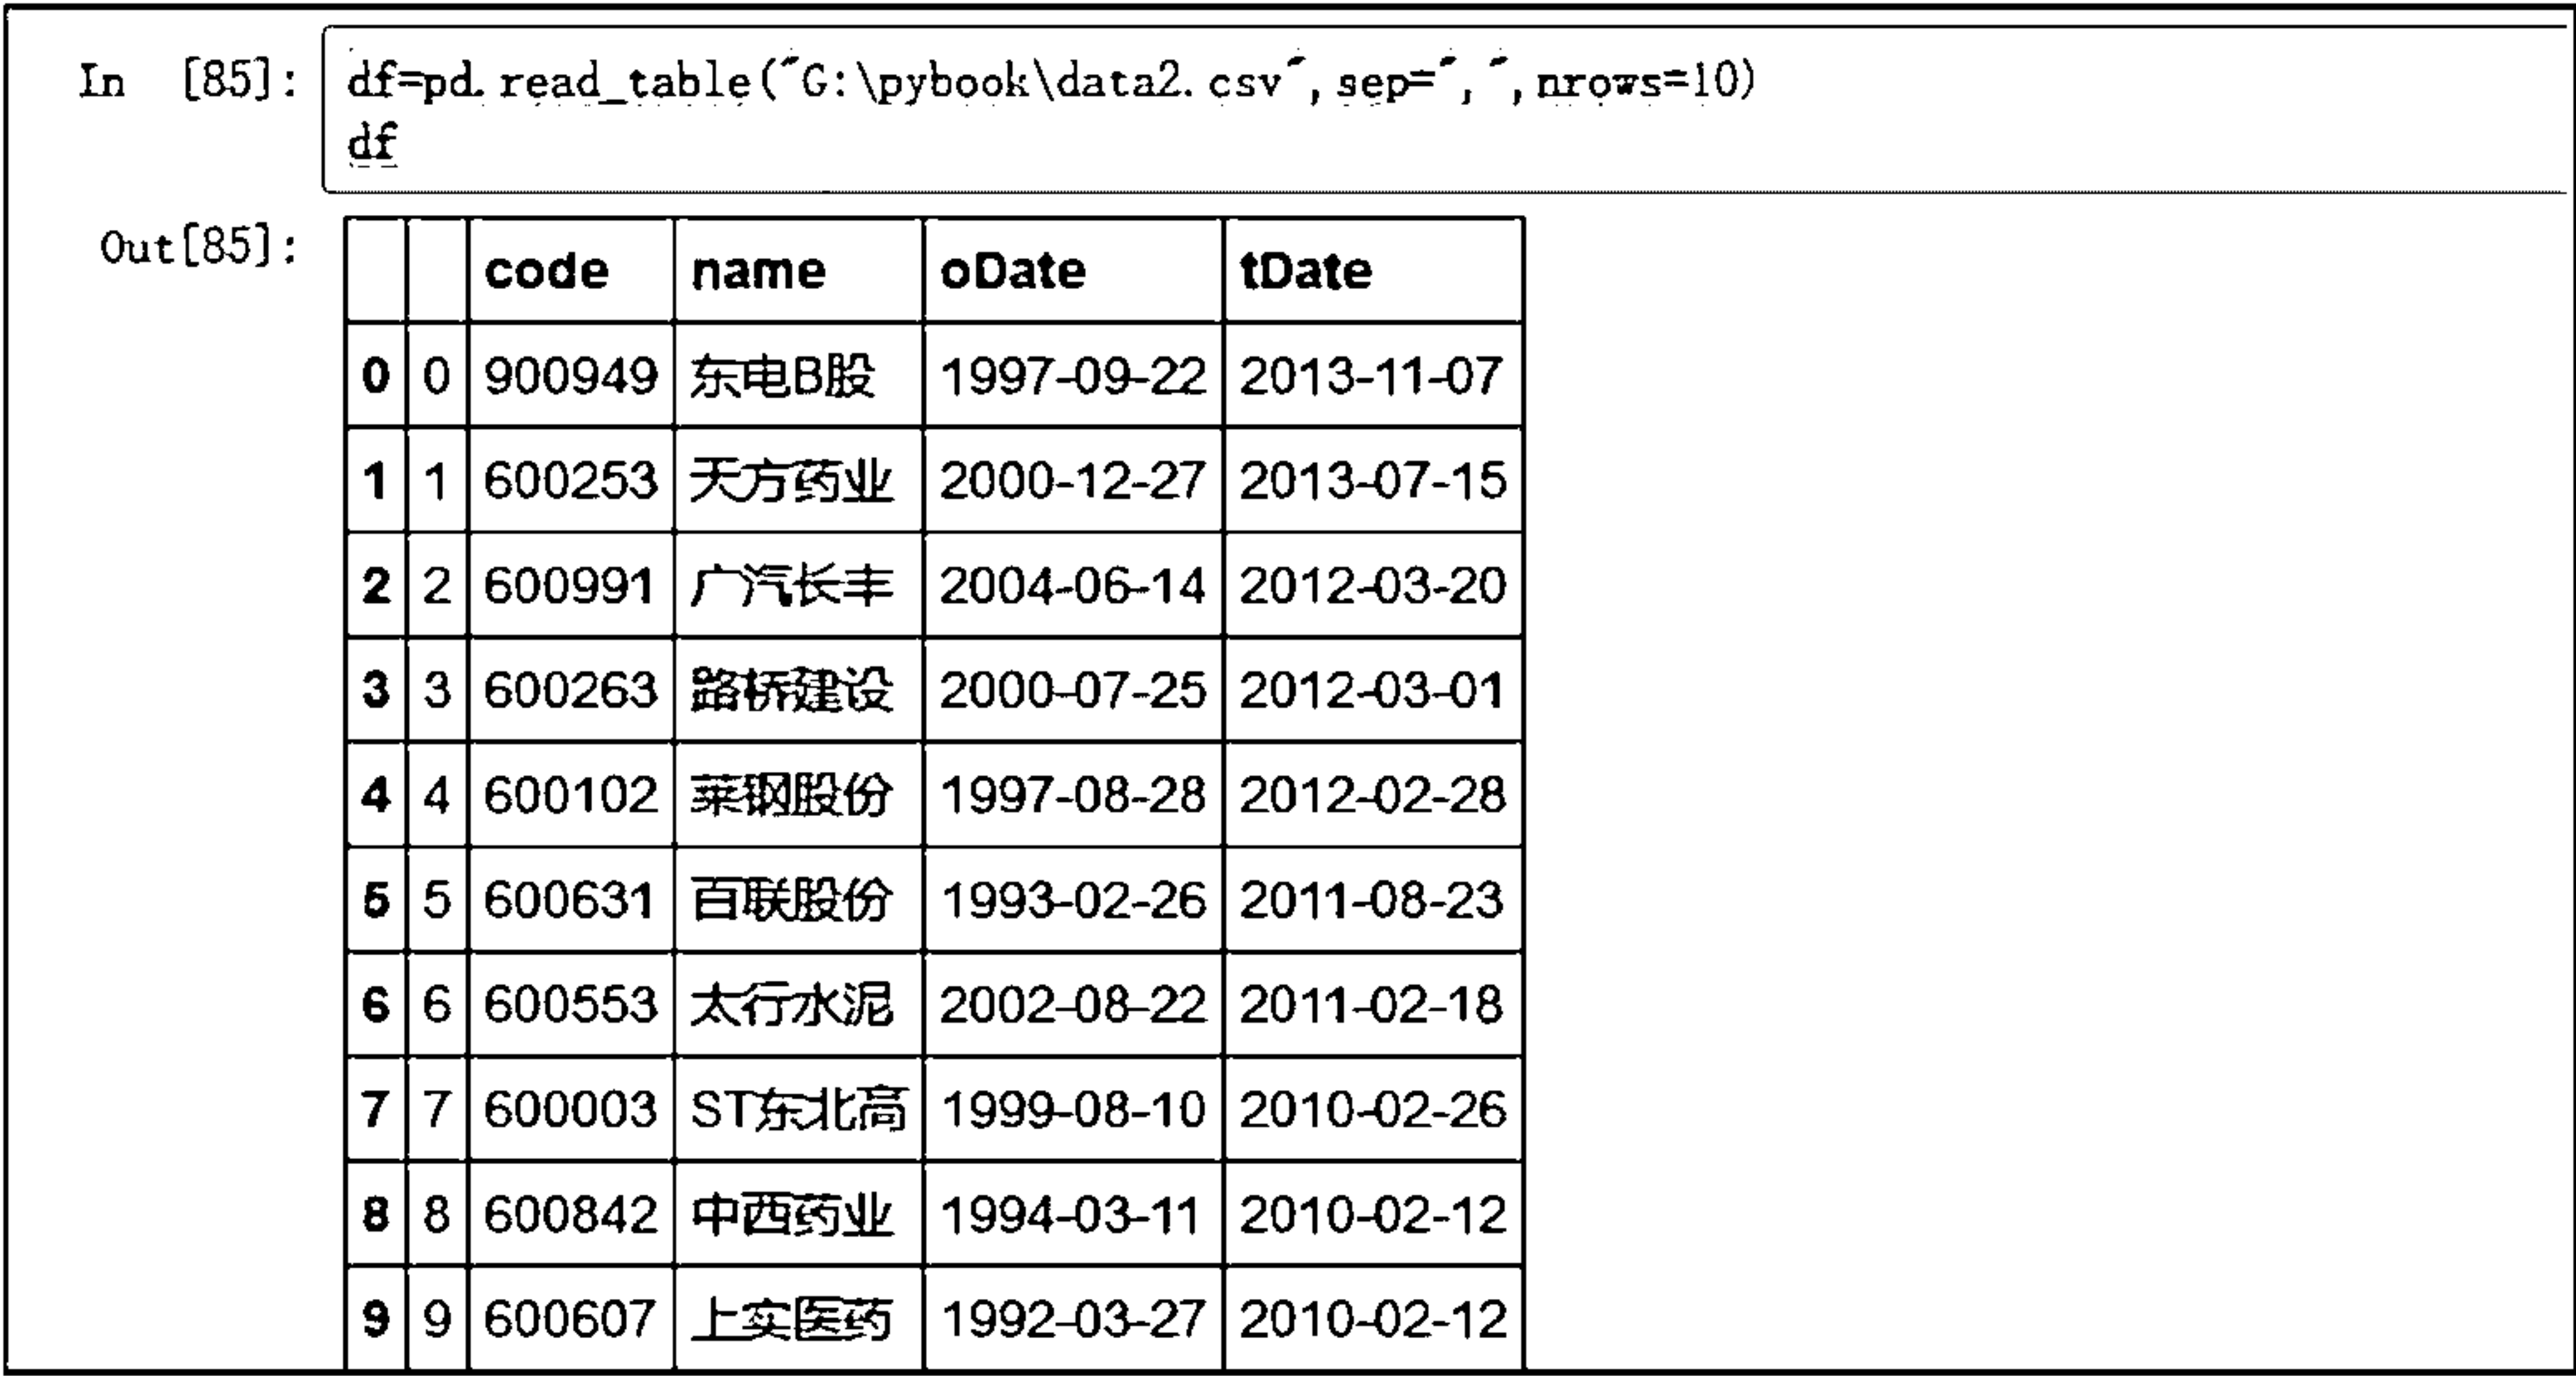 In [85]: df=pd.read_table("G:\pybook\data2.csv",sep=",",nrows=10)
df
Out[85]:
code name oDate tDate
0 0 900949 东电B股 1997-09-22 2013-11-07
1 1 600253 天方药业 2000-12-27 2013-07-15
2 2 600991 广汽长丰 2004-06-14 2012-03-20
3 3 600263 路桥建设 2000-07-25 2012-03-01
4 4 600102 莱钢股份 1997-08-28 2012-02-28
5 5 600631 百联股份 1993-02-26 2011-08-23
6 6 600553 太行水泥 2002-08-22 2011-02-18
7 7 600003 ST东北高 1999-08-10 2010-02-26
8 8 600842 中西药业 1994-03-11 2010-02-12
9 9 600607 上实医药 1992-03-27 2010-02-12